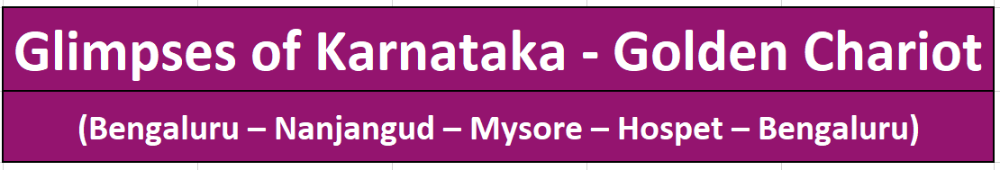 Glimpses of Karnataka - Golden Chariot
(Bengaluru – Nanjangud – Mysore – Hospet – Bengaluru)